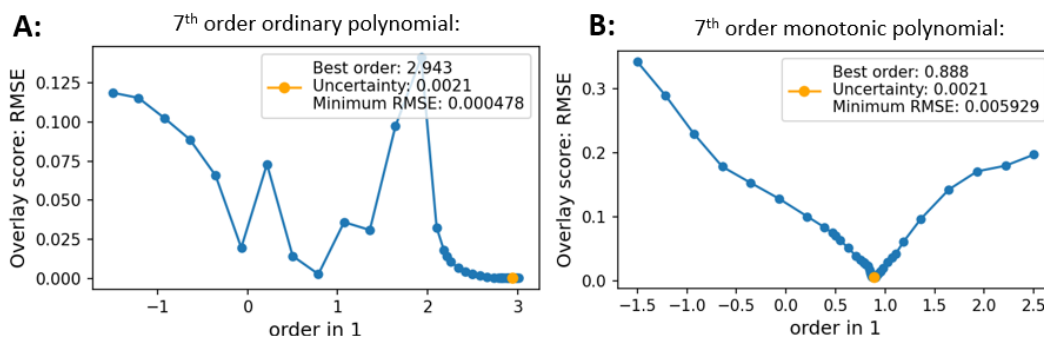 A:
7th order ordinary polynomial:
Overlay score: RMSE
0.125
0.100
0.075
0.050
0.025
0.000
Best order: 2.943
Uncertainty: 0.0021
Minimum RMSE: 0.000478
−1
0
1
2
3
order in 1
B:
7th order monotonic polynomial:
Overlay score: RMSE
0.3
0.2
0.1
0.0
Best order: 0.888
Uncertainty: 0.0021
Minimum RMSE: 0.005929
−1.5
−1.0
−0.5
0.0
0.5
1.0
1.5
2.0
2.5
order in 1